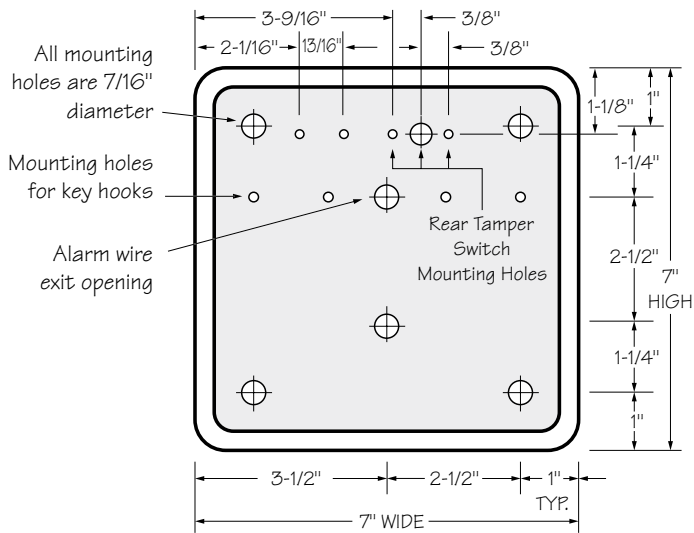 3-9/16"
3/8"
2-1/16"
13/16"
3/8"
All mounting
holes are 7/16"
diameter
1-1/8"
1"
Mounting holes
for key hooks
1-1/4"
Rear Tamper
Switch
Mounting Holes
Alarm wire
exit opening
2-1/2"
7"
HIGH
1-1/4"
1"
3-1/2"
2-1/2"
1"
TYP.
7" WIDE